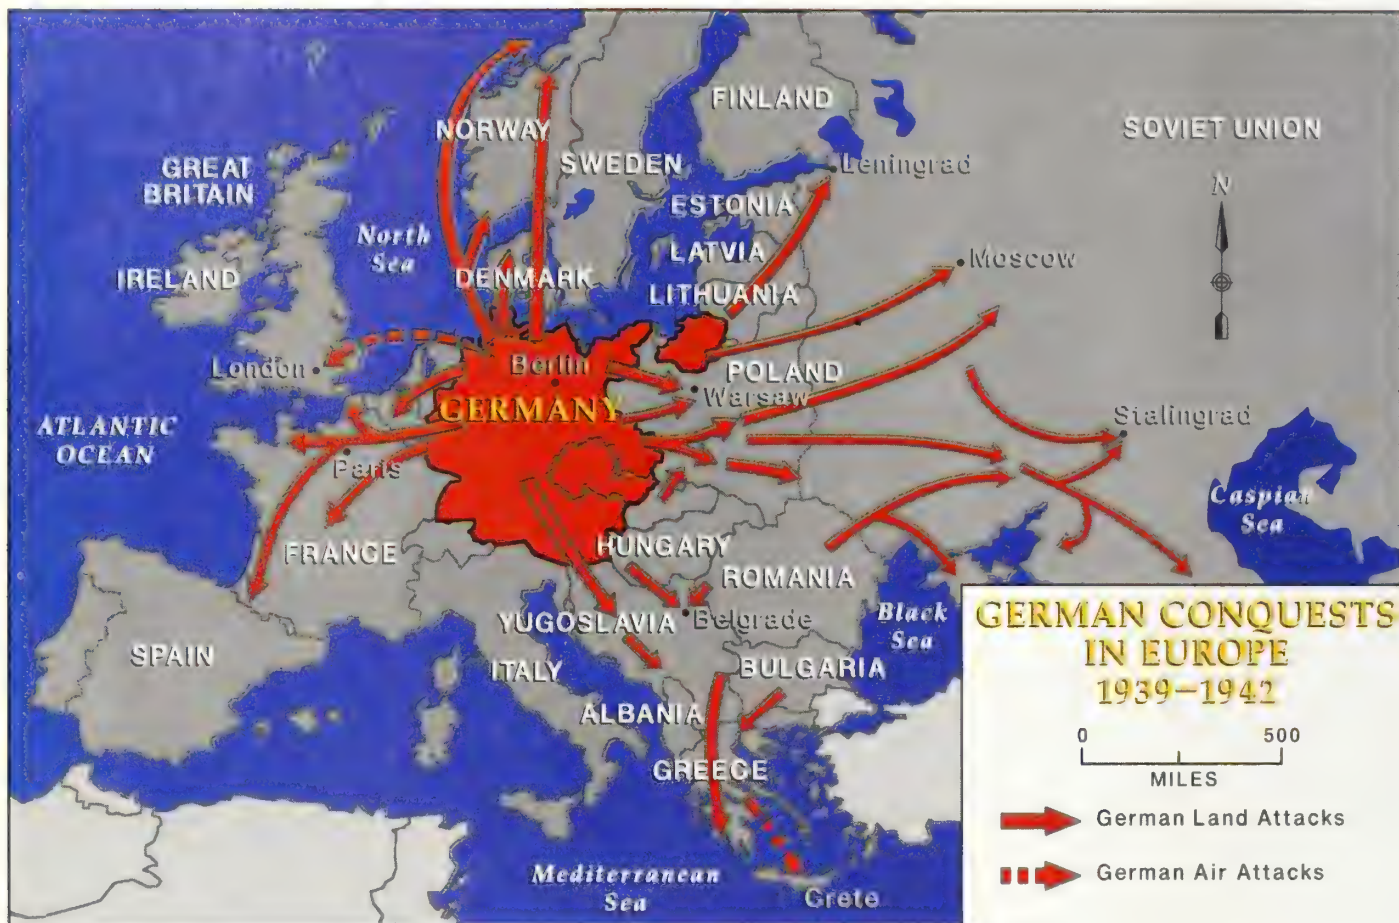 FINLAND
SOVIET UNION
NORWAY
GREAT
BRITAIN
SWEDEN
Leningrad
N
ESTONIA
North
Sea
LATVIA
Moscow
IRELAND
DENMARK
LITHUANIA
London
Berlin
POLAND
Warsaw
GERMANY
ATLANTIC
OCEAN
Stalingrad
Paris
Caspian
Sea
FRANCE
HUNGARY
ROMANIA
YUGOSLAVIA
Belgrade
Black
Sea
SPAIN
ITALY
BULGARIA
ALBANIA
GREECE
Mediterranean
Sea
Grete
GERMAN CONQUESTS
IN EUROPE
1939–1942
0 500
MILES
German Land Attacks
German Air Attacks